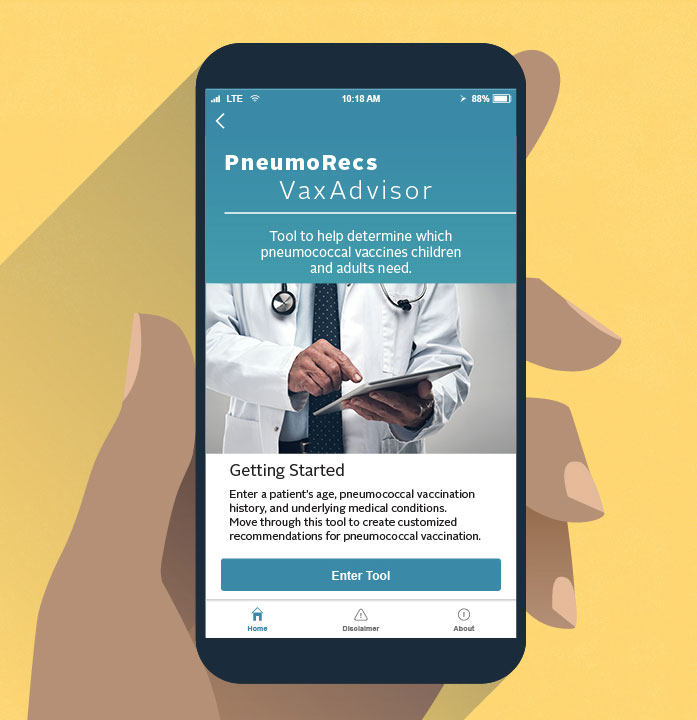 LTE 10:18 AM 88%
PneumoRecs
VaxAdvisor
Tool to help determine which
pneumococcal vaccines children
and adults need.
Getting Started
Enter a patient's age, pneumococcal vaccination
history, and underlying medical conditions.
Move through this tool to create customized
recommendations for pneumococcal vaccination.
Enter Tool
Home Disclaimer About